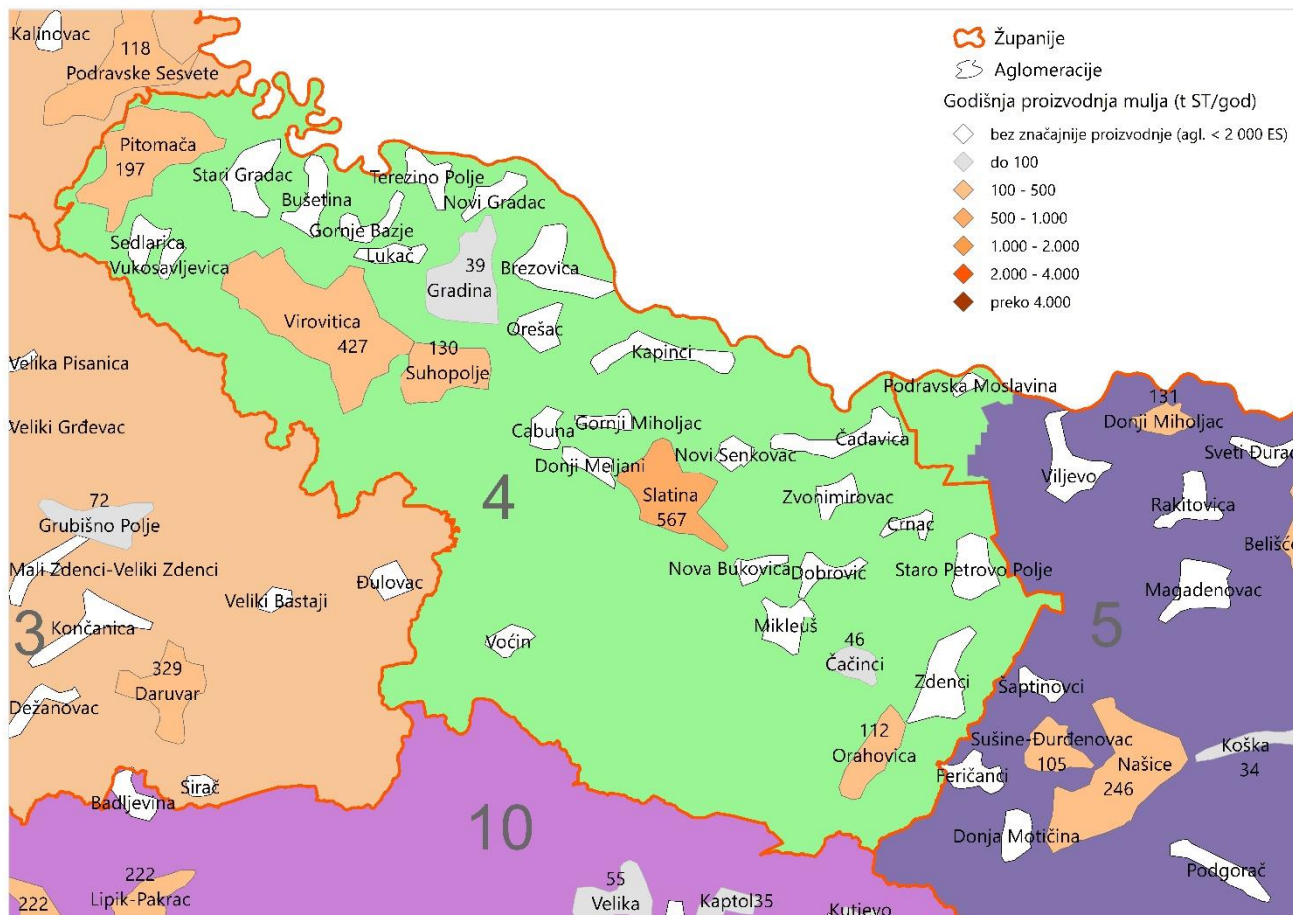 Kalinovac
118
Podravske Sesvete
Županije
Aglomeracije
Godišnja proizvodnja mulja (t ST/god)
bez značajnije proizvodnje (agl. < 2 000 ES)
do 100
100 - 500
500 - 1.000
1.000 - 2.000
2.000 - 4.000
preko 4.000
Pitomača
197
Stari Gradac
Bušetina
Terezino Polje
Novi Gradac
Gornje Bazje
Lukač
Sedlarica
Vukosavljevica
39
Gradina
Brezovica
Virovitica
427
130
Suhopolje
Orešac
Kapinci
Velika Pisanica
Veliki Grđevac
Podravska Moslavina
131
Donji Miholjac
Cabuna
Gornji Miholjac
Donji Meljani
Novi Senkovac
Čađavica
Viljevo
Sveti Đurađ
4
Slatina
567
Zvonimirovac
Crnac
Rakitovica
Belišće
72
Grubišno Polje
Mali Zdenci-Veliki Zdenci
Veliki Bastaji
Đulovac
Nova Bukovica
Dobrović
Staro Petrovo Polje
Magadenovac
3
Končanica
Voćin
Mikleuš
46
Čačinci
5
329
Daruvar
Dežanovac
Zdenci
Šaptinovci
112
Orahovica
Sušine-Đurđenovac
105
Našice
246
Koška
34
Feričanci
Badljevina
Sirač
10
Donja Motičina
Podgorač
222
222
Lipik-Pakrac
55
Velika
Kaptol35
Kutjevo